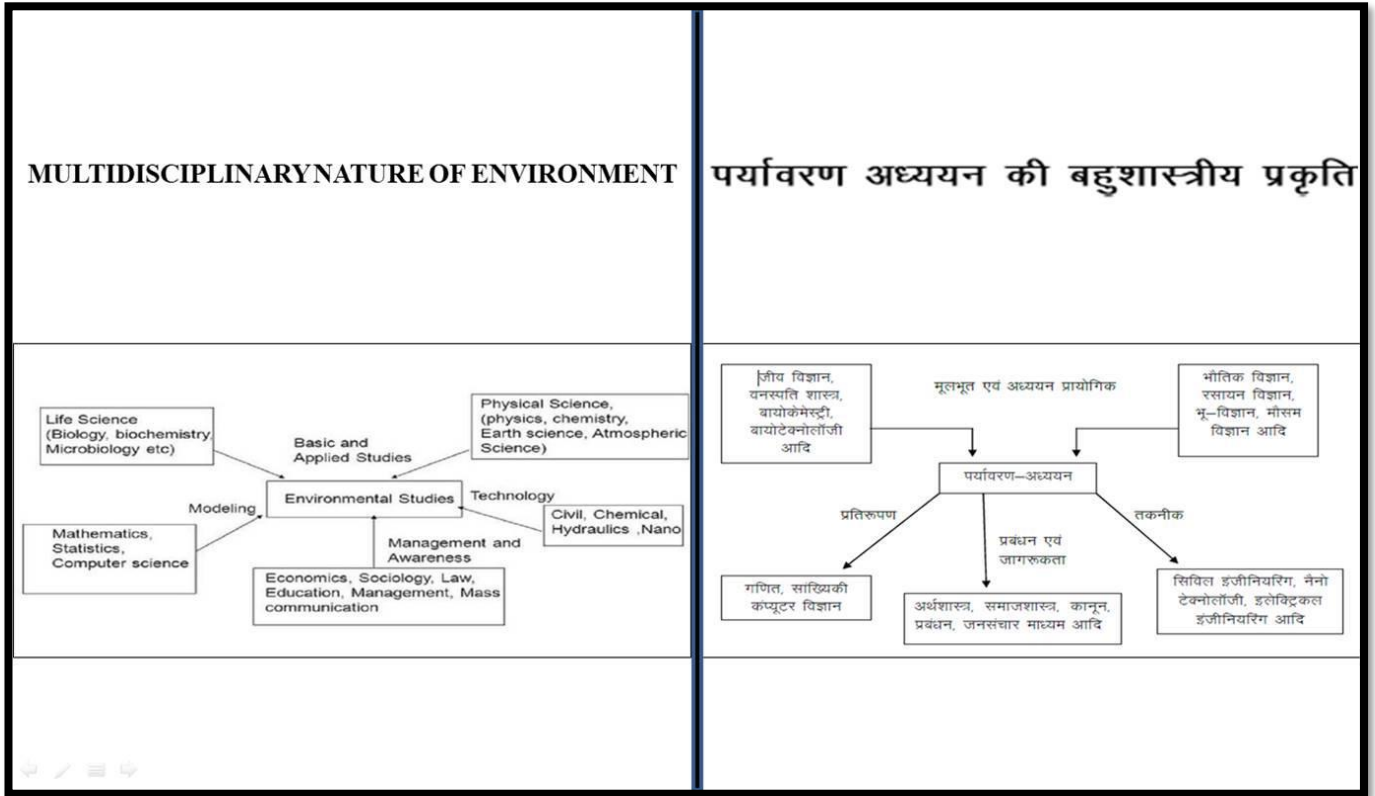 MULTIDISCIPLINARY NATURE OF ENVIRONMENT
Life Science
(Biology, biochemistry,
Microbiology etc)
Basic and
Applied Studies
Physical Science,
(physics, chemistry,
Earth science, Atmospheric
Science)
Environmental Studies
Modeling
Technology
Mathematics,
Statistics,
Computer science
Management and
Awareness
Civil, Chemical,
Hydraulics ,Nano
Economics, Sociology, Law,
Education, Management, Mass
communication
पर्यावरण अध्ययन की बहुशास्त्रीय प्रकृति
जीव विज्ञान,
वनस्पति शास्त्र,
बायोकेमेस्ट्री,
बायोटेक्नोलॉजी
आदि
मूलभूत एवं अध्ययन प्रायोगिक
भौतिक विज्ञान,
रसायन विज्ञान,
भू–विज्ञान, मौसम
विज्ञान आदि
पर्यावरण–अध्ययन
प्रतिरूपण
प्रबंधन एवं
जागरूकता
तकनीक
गणित, सांख्यिकी
कंप्यूटर विज्ञान
अर्थशास्त्र, समाजशास्त्र, कानून,
प्रबंधन, जनसंचार माध्यम आदि
सिविल इंजीनियरिंग, नैनो
टेक्नोलॉजी, इलेक्ट्रिकल
इंजीनियरिंग आदि